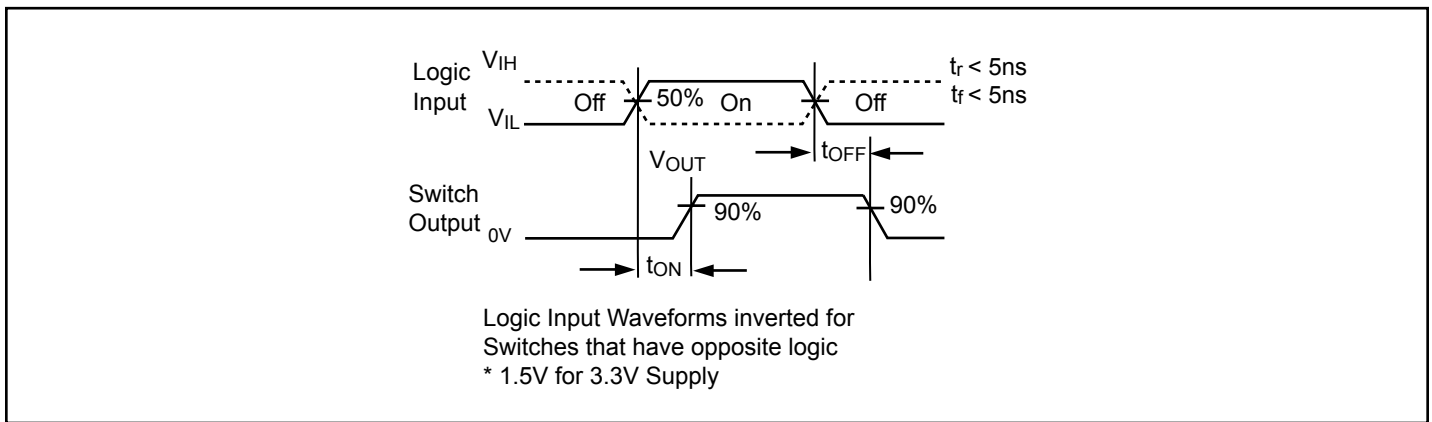 Logic Input
VIH
VIL
Off
50%
On
Off
tr < 5ns
tf < 5ns
VOUT
tOFF
Switch Output
0V
90%
90%
tON
Logic Input Waveforms inverted for
Switches that have opposite logic
* 1.5V for 3.3V Supply